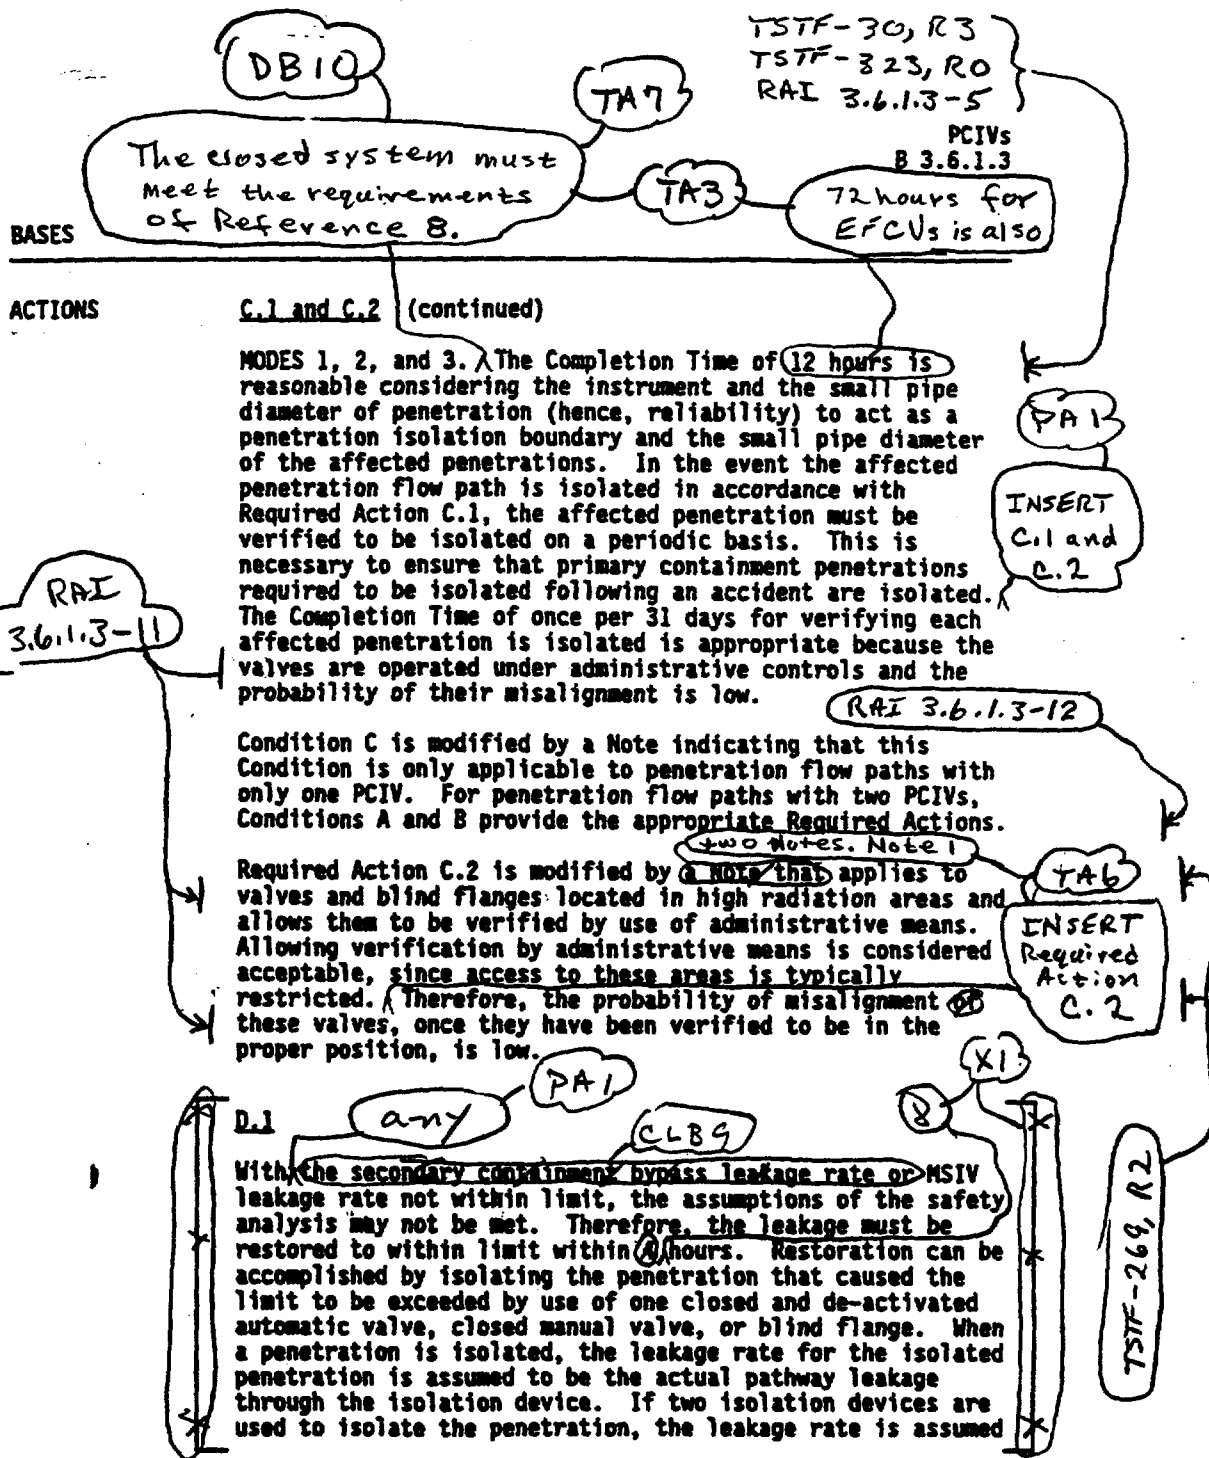 TSTF-30, R3
TSTF-323, R0
RAI 3.6.1.3-5
DB10
TA7
PCIVs
B 3.6.1.3
The closed system must
meet the requirements
of Reference 8.
TA3
72 hours for
EFCVs is also
BASES
ACTIONS
C.1 and C.2 (continued)
MODES 1, 2, and 3. The Completion Time of 12 hours is
reasonable considering the instrument and the small pipe
diameter of penetration (hence, reliability) to act as a
penetration isolation boundary and the small pipe diameter
of the affected penetrations. In the event the affected
penetration flow path is isolated in accordance with
Required Action C.1, the affected penetration must be
verified to be isolated on a periodic basis. This is
necessary to ensure that primary containment penetrations
required to be isolated following an accident are isolated.
The Completion Time of once per 31 days for verifying each
affected penetration is isolated is appropriate because the
valves are operated under administrative controls and the
probability of their misalignment is low.
PA1
INSERT
C.1 and
C.2
RAI
3.6.1.3-11
RAI 3.6.1.3-12
Condition C is modified by a Note indicating that this
Condition is only applicable to penetration flow paths with
only one PCIV. For penetration flow paths with two PCIVs,
Conditions A and B provide the appropriate Required Actions.
two Notes. Note 1
Required Action C.2 is modified by a Note that applies to
valves and blind flanges located in high radiation areas and
allows them to be verified by use of administrative means.
Allowing verification by administrative means is considered
acceptable, since access to these areas is typically
restricted. Therefore, the probability of misalignment of
these valves, once they have been verified to be in the
proper position, is low.
TA6
INSERT
Required
Action
C.2
X1
PA1
any
8
CLB9
D.1
With the secondary containment bypass leakage rate or MSIV
leakage rate not within limit, the assumptions of the safety
analysis may not be met. Therefore, the leakage must be
restored to within limit within 4 hours. Restoration can be
accomplished by isolating the penetration that caused the
limit to be exceeded by use of one closed and de-activated
automatic valve, closed manual valve, or blind flange. When
a penetration is isolated, the leakage rate for the isolated
penetration is assumed to be the actual pathway leakage
through the isolation device. If two isolation devices are
used to isolate the penetration, the leakage rate is assumed
TSTF-269, R2